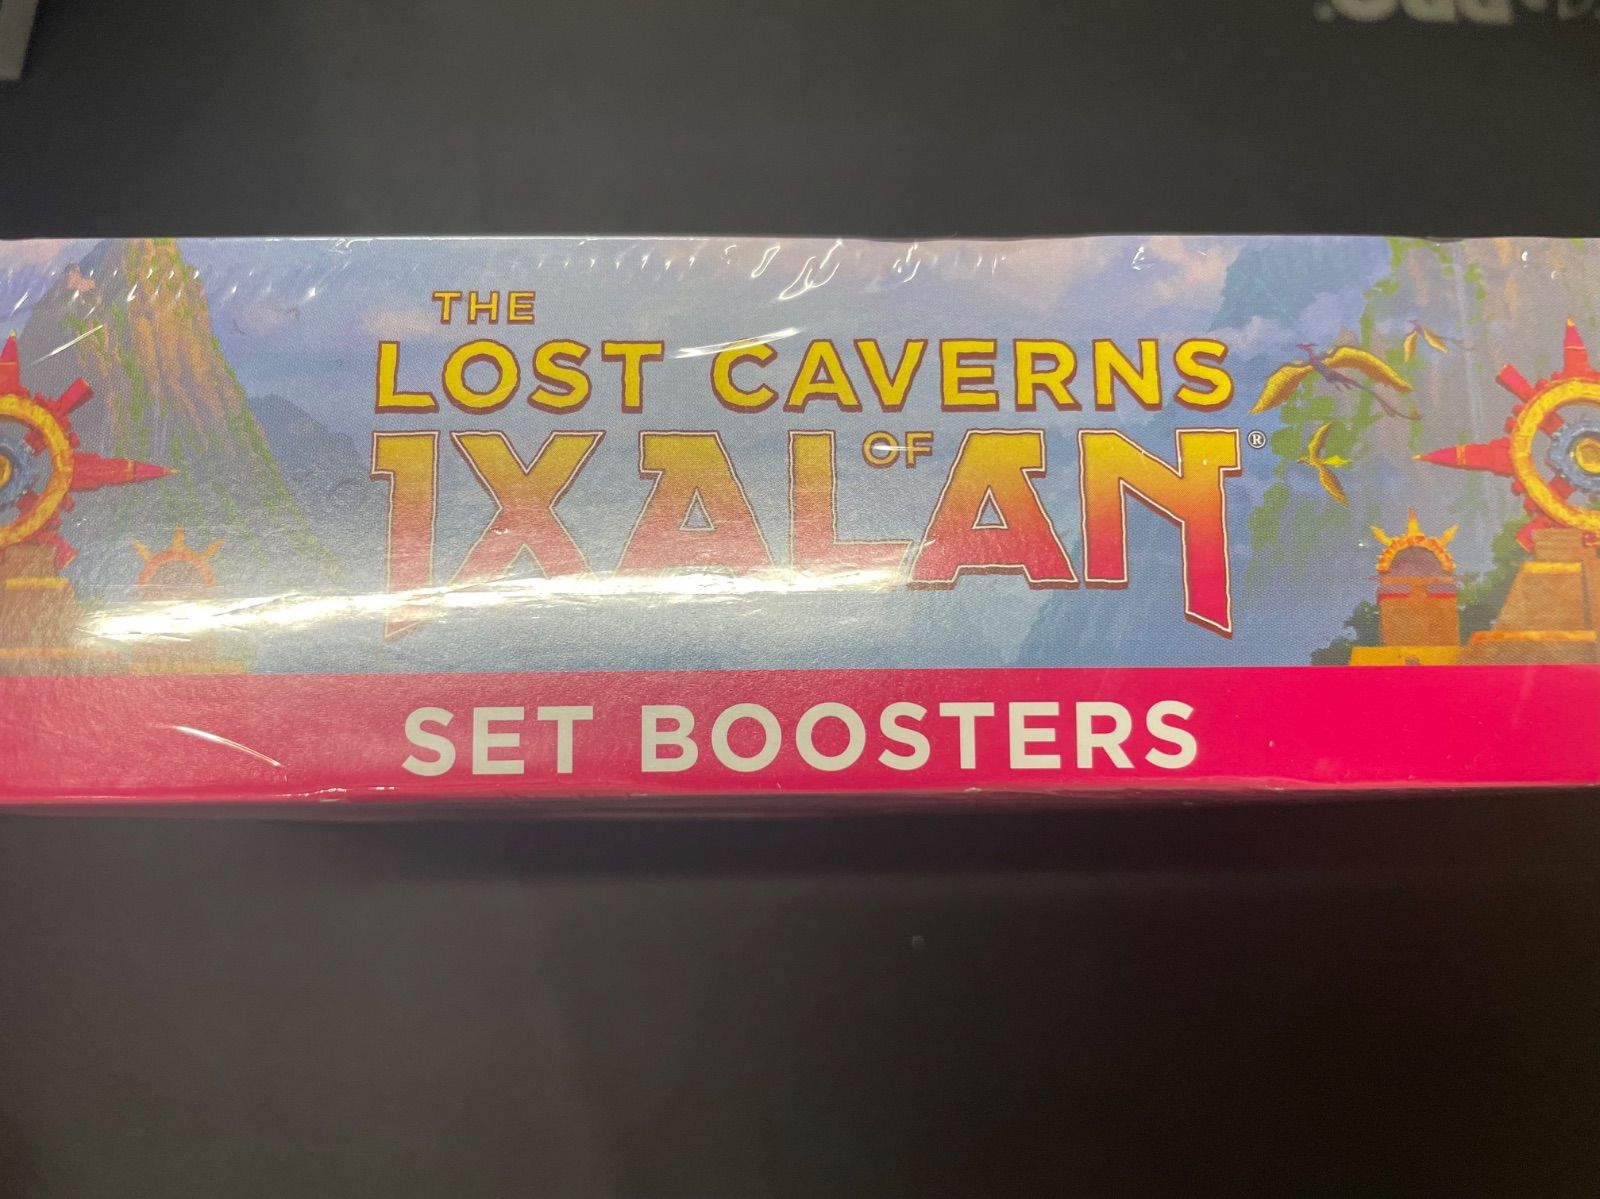 THE
LOST CAVERNS
OF
IXALAN®
SET BOOSTERS